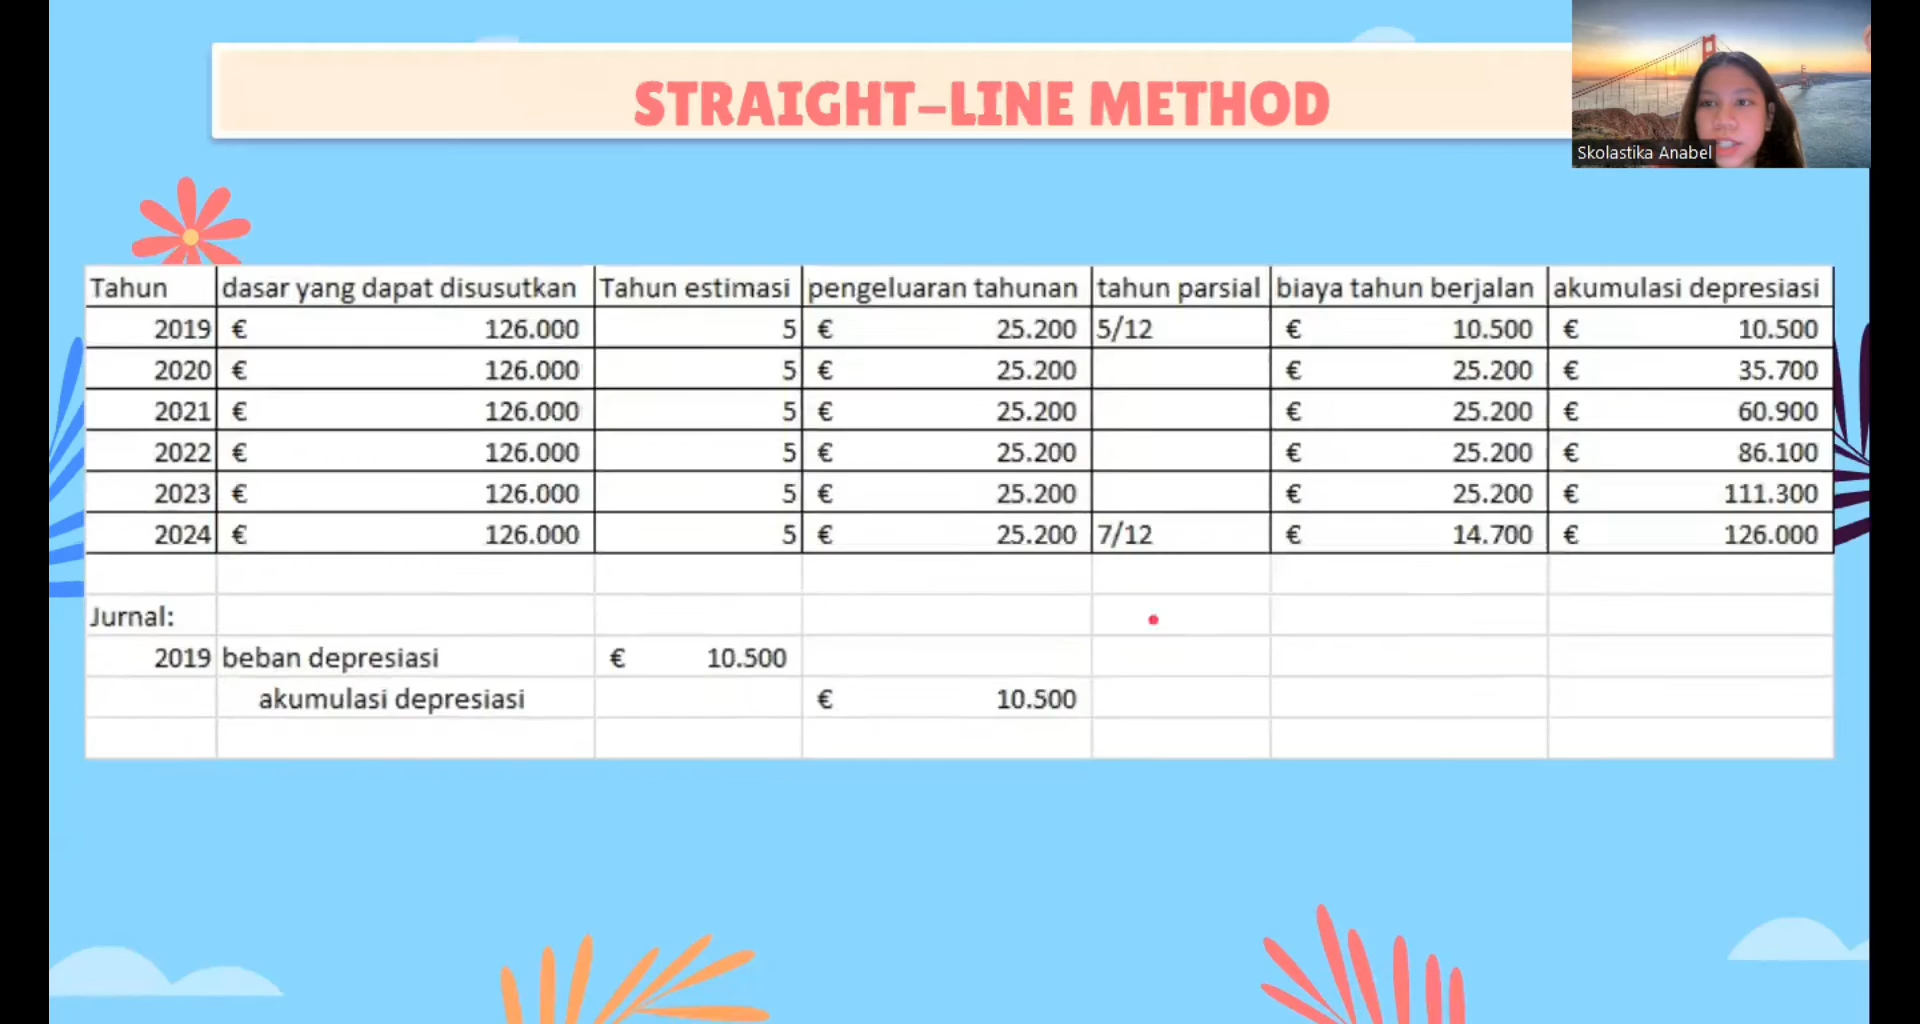 STRAIGHT-LINE METHOD
Skolastika Anabel
Tahun dasar yang dapat disusutkan Tahun estimasi pengeluaran tahunan tahun parsial biaya tahun berjalan akumulasi depresiasi
2019 € 126.000 5 € 25.200 5/12 € 10.500 € 10.500
2020 € 126.000 5 € 25.200 € 25.200 € 35.700
2021 € 126.000 5 € 25.200 € 25.200 € 60.900
2022 € 126.000 5 € 25.200 € 25.200 € 86.100
2023 € 126.000 5 € 25.200 € 25.200 € 111.300
2024 € 126.000 5 € 25.200 7/12 € 14.700 € 126.000
Jurnal:
2019 beban depresiasi € 10.500
akumulasi depresiasi € 10.500